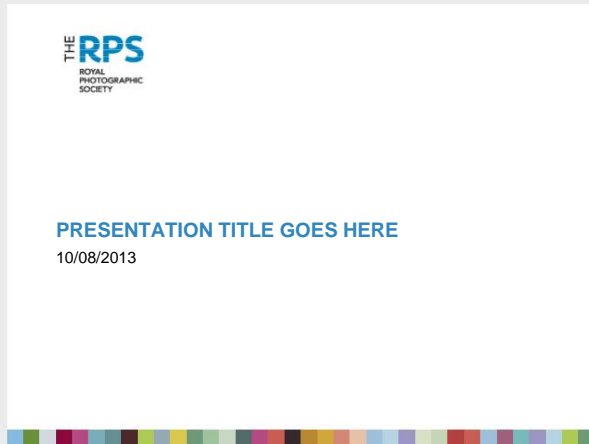 THE RPS
ROYAL
PHOTOGRAPHIC
SOCIETY
PRESENTATION TITLE GOES HERE
10/08/2013